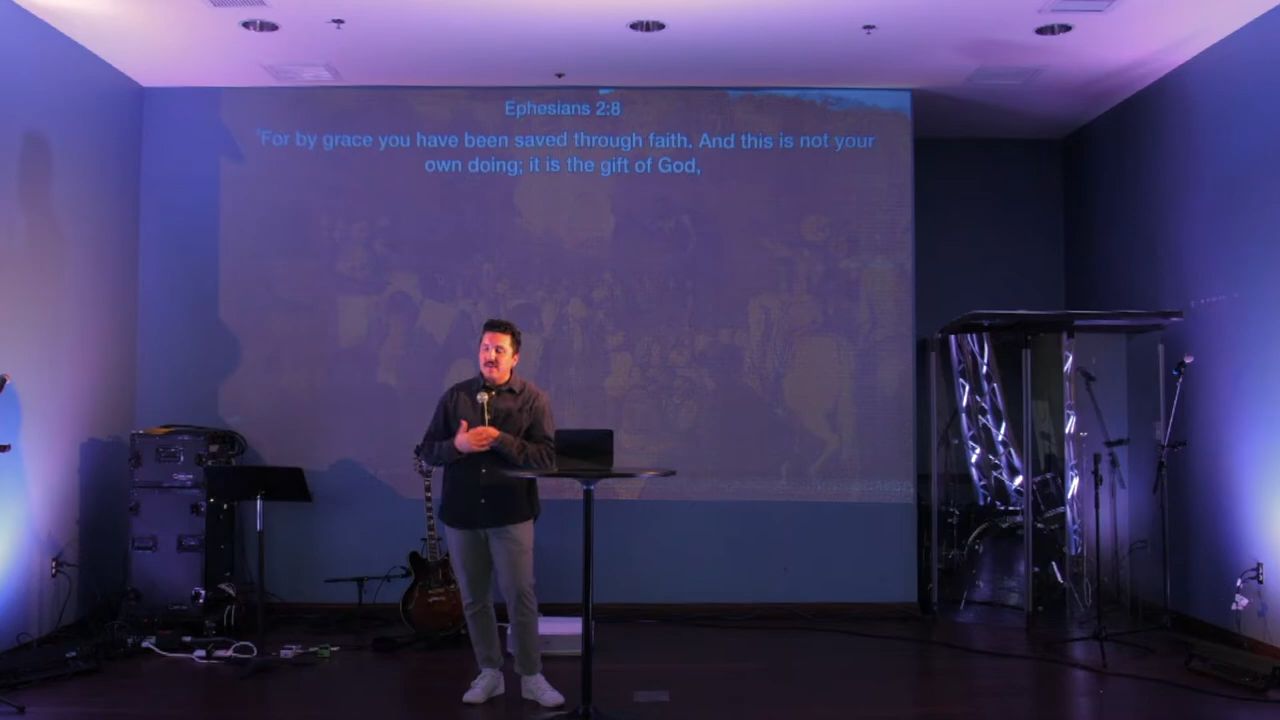 Ephesians 2:8
"For by grace you have been saved through faith. And this is not your
own doing; it is the gift of God,